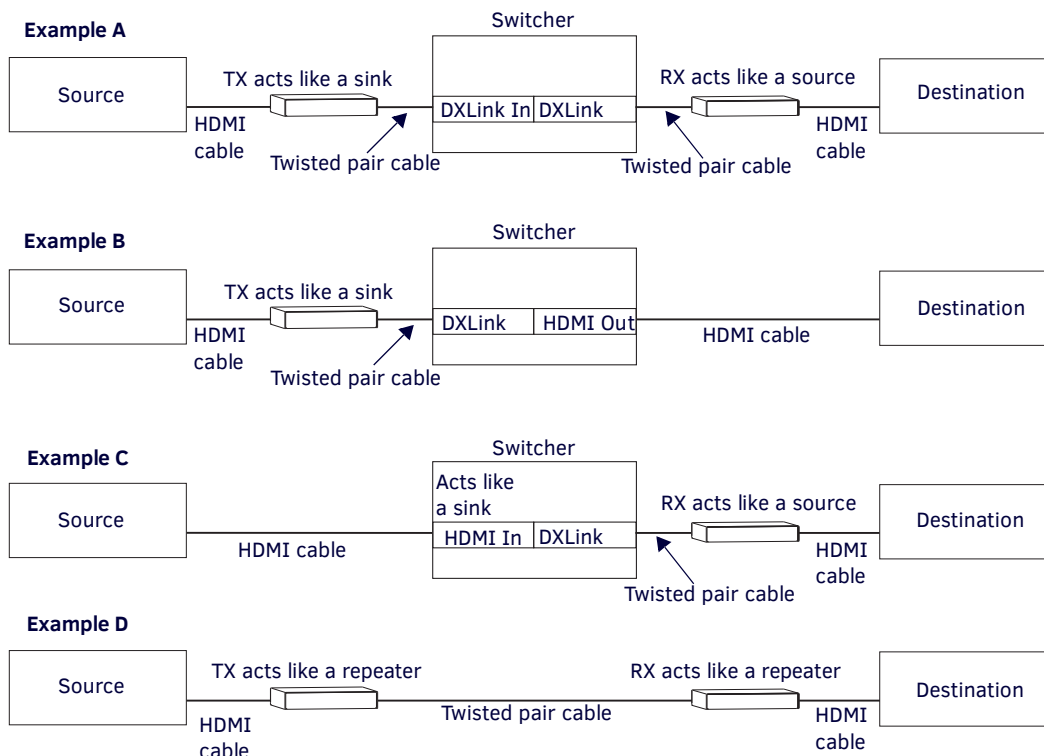 Example A
Switcher
Source
TX acts like a sink
RX acts like a source
Destination
DXLink In
DXLink
HDMI
cable
Twisted pair cable
Twisted pair cable
HDMI
cable
Example B
Switcher
Source
TX acts like a sink
Destination
DXLink
HDMI Out
HDMI
cable
Twisted pair cable
HDMI cable
Example C
Switcher
Source
Acts like
a sink
RX acts like a source
Destination
HDMI In
DXLink
HDMI cable
Twisted pair cable
HDMI
cable
Example D
Source
TX acts like a repeater
RX acts like a repeater
Destination
HDMI
cable
Twisted pair cable
HDMI
cable